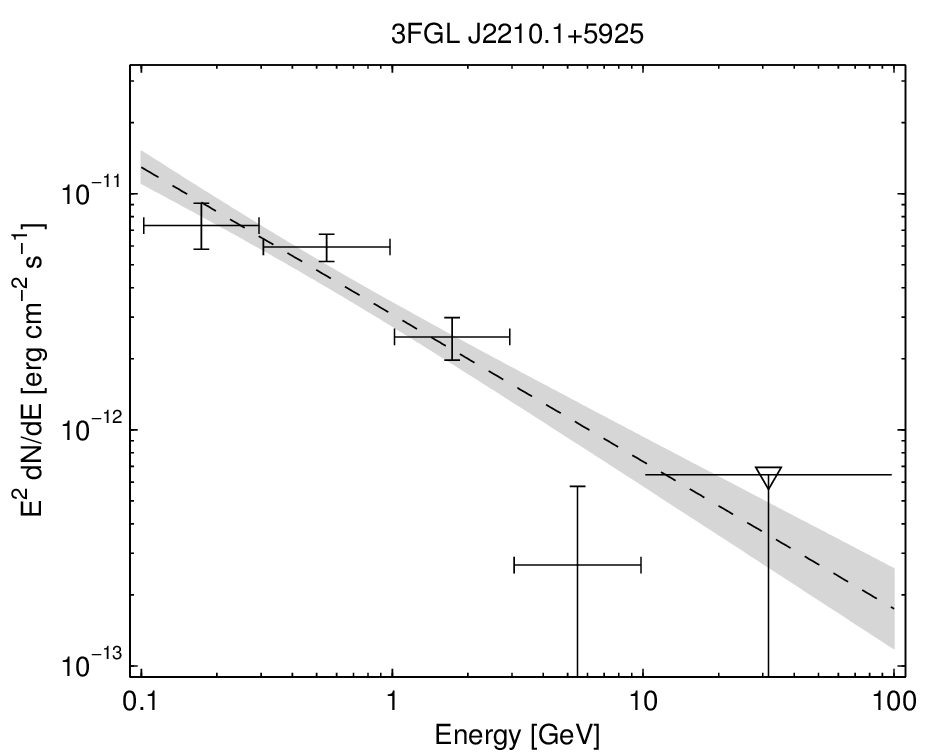 3FGL J2210.1+5925
10⁻¹¹
10⁻¹²
10⁻¹³
E² dN/dE [erg cm⁻² s⁻¹]
0.1 1 10 100
Energy [GeV]